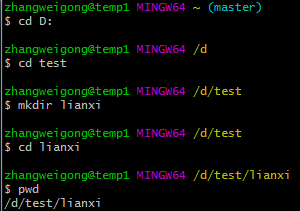 zhangweigong@temp1 MINGW64 ~ (master)
$ cd D:
zhangweigong@temp1 MINGW64 /d
$ cd test
zhangweigong@temp1 MINGW64 /d/test
$ mkdir lianxi
zhangweigong@temp1 MINGW64 /d/test
$ cd lianxi
zhangweigong@temp1 MINGW64 /d/test/lianxi
$ pwd
/d/test/lianxi